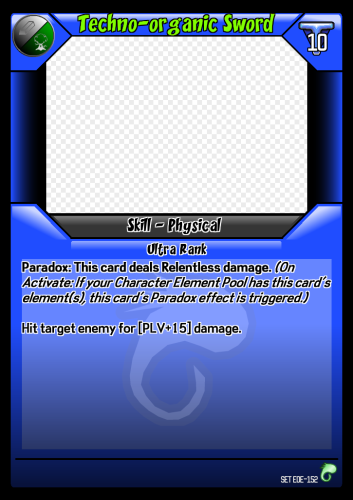 Techno-organic Sword
10
Skill - Physical
Ultra Rank
Paradox: This card deals Relentless damage. (On
Activate: If your Character Element Pool has this card's
element(s), this card's Paradox effect is triggered.)
Hit target enemy for [PLV+15] damage.
SET EDE-152